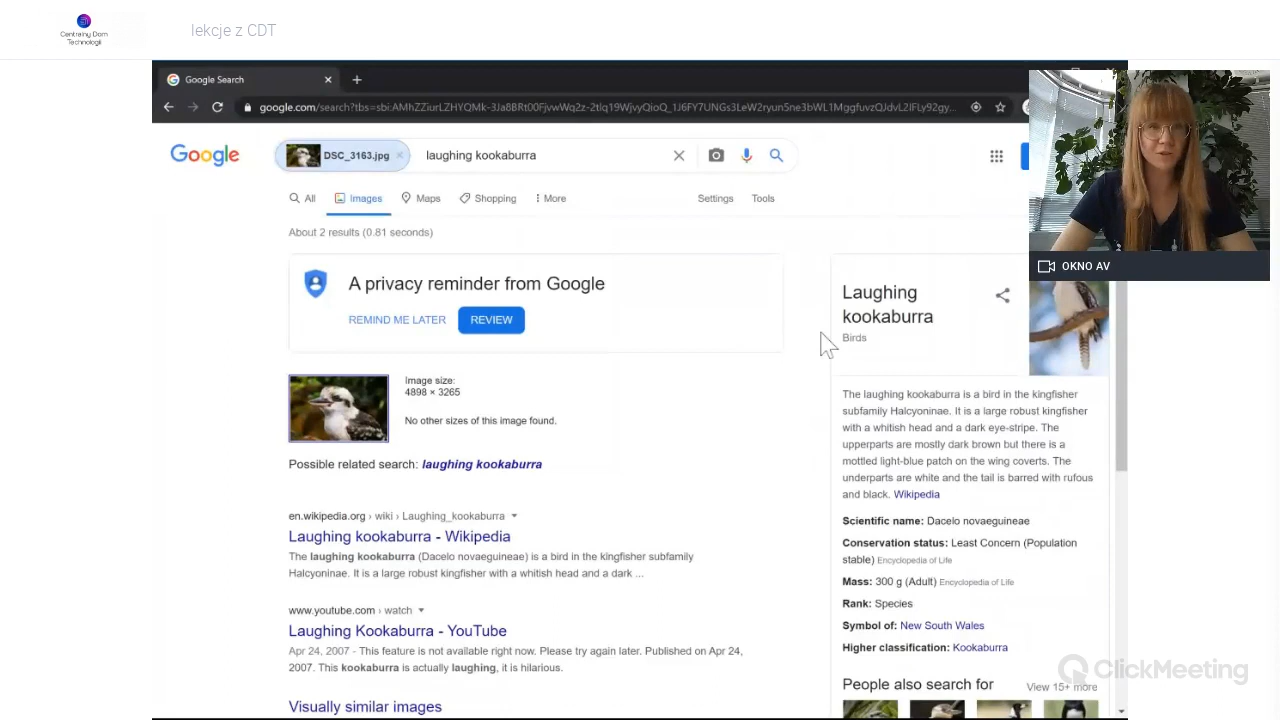 Centralny Dom
Technologii
lekcje z CDT
Google Search
google.com/search?tbs=sbi:
Google
DSC_3163.jpg
laughing kookaburra
All
Images
Maps
Shopping
More
Settings
Tools
About 2 results (0.81 seconds)
A privacy reminder from Google
REMIND ME LATER
REVIEW
Image size:
4898 × 3265
No other sizes of this image found.
Possible related search: laughing kookaburra
en.wikipedia.org › wiki › Laughing_kookaburra
Laughing kookaburra - Wikipedia
The laughing kookaburra (Dacelo novaeguineae) is a bird in the kingfisher subfamily
Halcyoninae. It is a large robust kingfisher with a whitish head and a dark ...
www.youtube.com › watch
Laughing Kookaburra - YouTube
Apr 24, 2007 - This feature is not available right now. Please try again later. Published on Apr 24,
2007. This kookaburra is actually laughing, it is hilarious.
Visually similar images
OKNO AV
Laughing
kookaburra
Birds
The laughing kookaburra is a bird in the kingfisher
subfamily Halcyoninae. It is a large robust kingfisher
with a whitish head and a dark eye-stripe. The
upperparts are mostly dark brown but there is a
mottled light-blue patch on the wing coverts. The
underparts are white and the tail is barred with rufous
and black. Wikipedia
Scientific name: Dacelo novaeguineae
Conservation status: Least Concern (Population
stable) Encyclopedia of Life
Mass: 300 g (Adult) Encyclopedia of Life
Rank: Species
Symbol of: New South Wales
Higher classification: Kookaburra
People also search for
View 15+ more
ClickMeeting